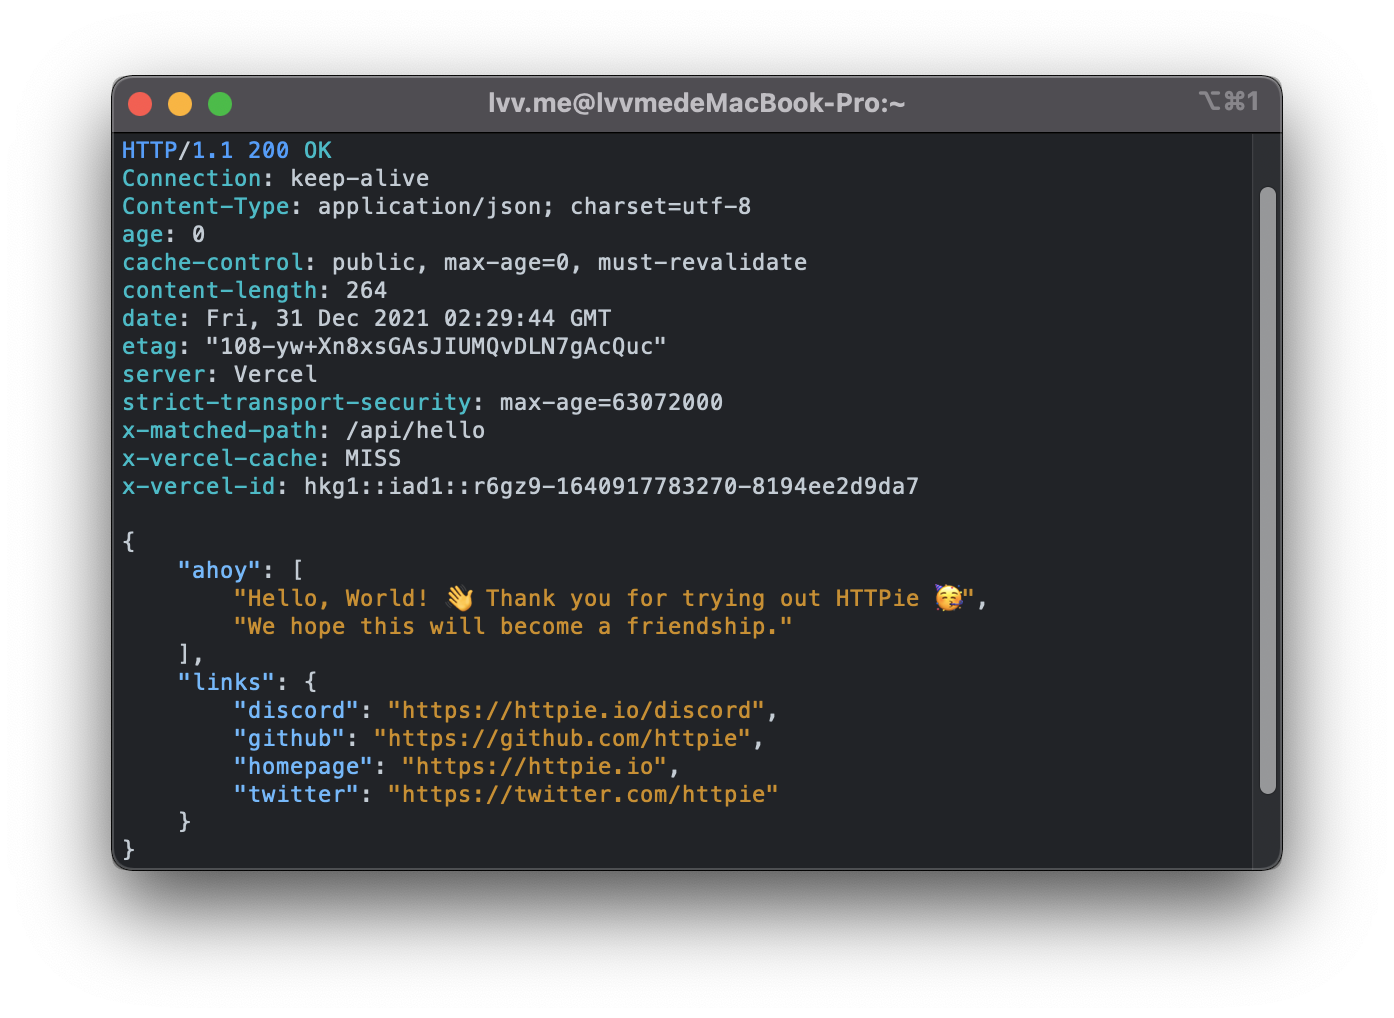 lvv.me@lvvmedeMacBook-Pro:~ ⌥⌘1
HTTP/1.1 200 OK
Connection: keep-alive
Content-Type: application/json; charset=utf-8
age: 0
cache-control: public, max-age=0, must-revalidate
content-length: 264
date: Fri, 31 Dec 2021 02:29:44 GMT
etag: "108-yw+Xn8xsGAsJIUMQvDLN7gAcQuc"
server: Vercel
strict-transport-security: max-age=63072000
x-matched-path: /api/hello
x-vercel-cache: MISS
x-vercel-id: hkg1::iad1::r6gz9-1640917783270-8194ee2d9da7

{
    "ahoy": [
        "Hello, World! 👋 Thank you for trying out HTTPie 🥳",
        "We hope this will become a friendship."
    ],
    "links": {
        "discord": "https://httpie.io/discord",
        "github": "https://github.com/httpie",
        "homepage": "https://httpie.io",
        "twitter": "https://twitter.com/httpie"
    }
}